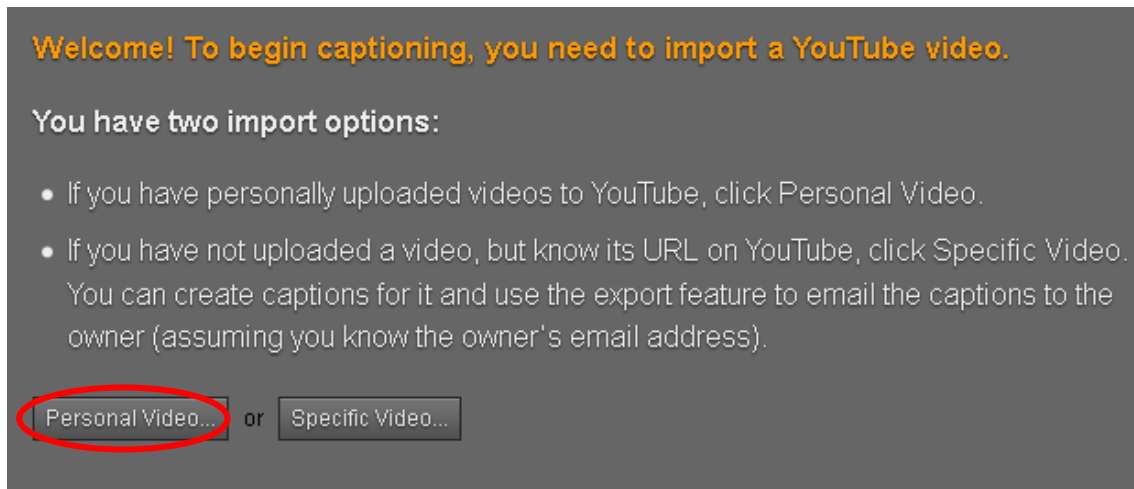 Welcome! To begin captioning, you need to import a YouTube video.
You have two import options:
• If you have personally uploaded videos to YouTube, click Personal Video.
• If you have not uploaded a video, but know its URL on YouTube, click Specific Video.
You can create captions for it and use the export feature to email the captions to the
owner (assuming you know the owner's email address).
Personal Video... or Specific Video...